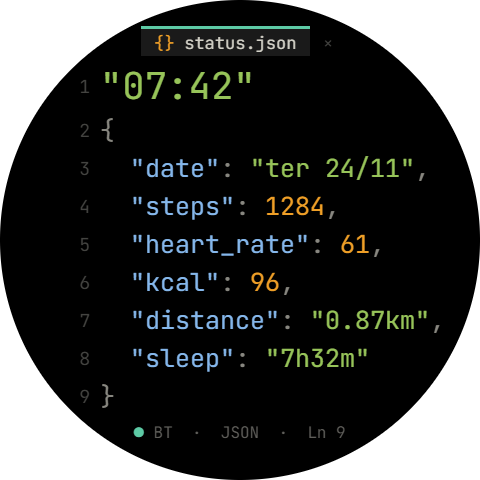 {} status.json ×
1 "07:42"
2 {
3 "date": "ter 24/11",
4 "steps": 1284,
5 "heart_rate": 61,
6 "kcal": 96,
7 "distance": "0.87km",
8 "sleep": "7h32m"
9 }
BT · JSON · Ln 9